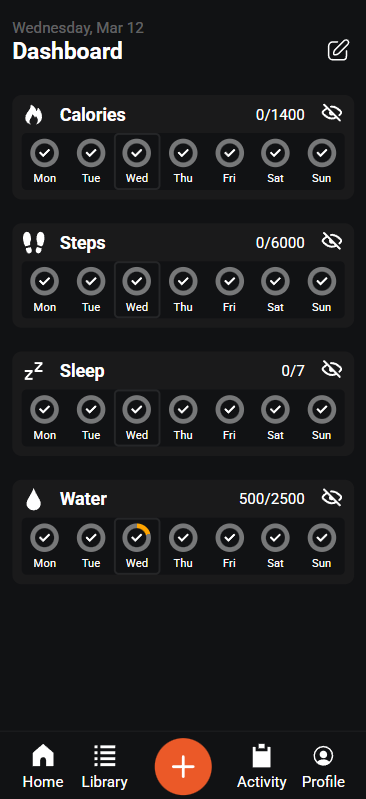 Wednesday, Mar 12
Dashboard
Calories 0/1400
Mon Tue Wed Thu Fri Sat Sun
Steps 0/6000
Mon Tue Wed Thu Fri Sat Sun
zz Sleep 0/7
Mon Tue Wed Thu Fri Sat Sun
Water 500/2500
Mon Tue Wed Thu Fri Sat Sun
Home Library Activity Profile